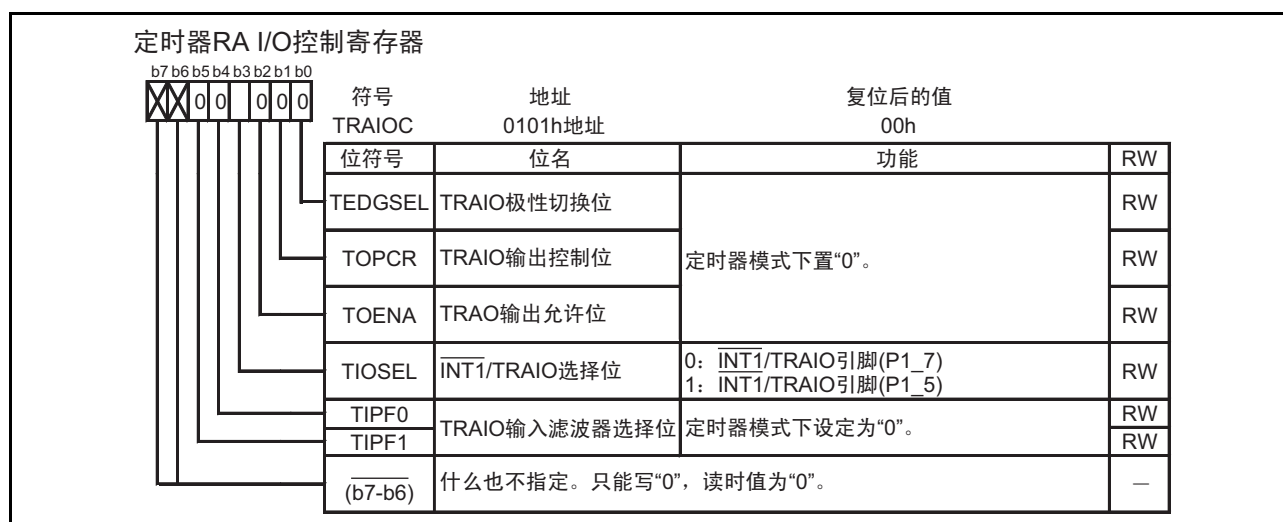 定时器RA I/O控制寄存器
b7 b6 b5 b4 b3 b2 b1 b0
0 0 0 0 0
符号 地址 复位后的值
TRAIOC 0101h地址 00h
位符号 位名 功能 RW
TEDGSEL TRAIO极性切换位 RW
TOPCR TRAIO输出控制位 定时器模式下置“0”。 RW
TOENA TRAO输出允许位 RW
TIOSEL INT1/TRAIO选择位 0：INT1/TRAIO引脚(P1_7)
1：INT1/TRAIO引脚(P1_5) RW
TIPF0 RW
TRAIO输入滤波器选择位 定时器模式下设定为“0”。
TIPF1 RW
(b7-b6) 什么也不指定。只能写“0”，读时值为“0”。 —